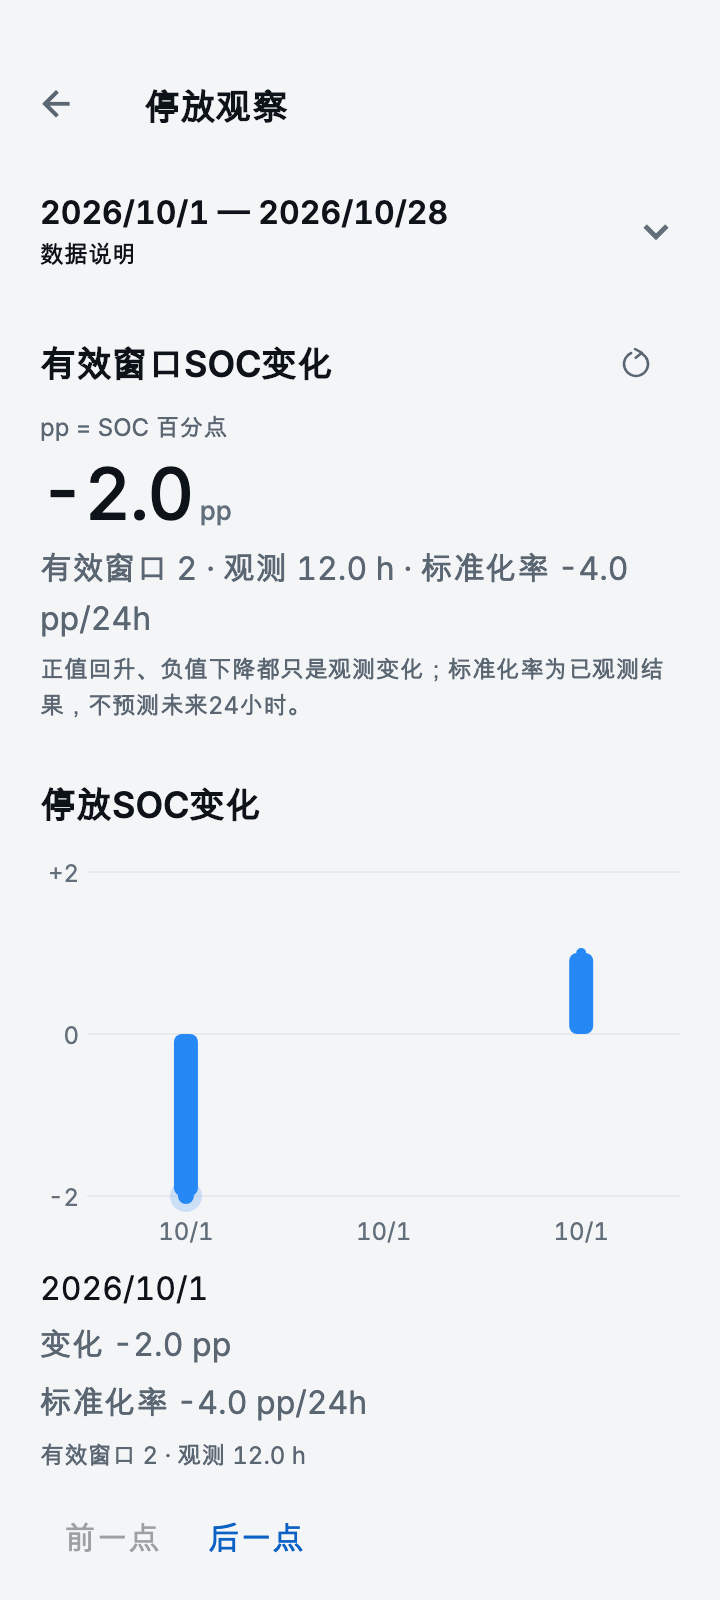 停放观察
2026/10/1 — 2026/10/28
数据说明
有效窗口SOC变化
pp = SOC 百分点
-2.0 pp
有效窗口 2 · 观测 12.0 h · 标准化率 -4.0
pp/24h
正值回升、负值下降都只是观测变化；标准化率为已观测结
果，不预测未来24小时。
停放SOC变化
+2
0
-2
10/1 10/1 10/1
2026/10/1
变化 -2.0 pp
标准化率 -4.0 pp/24h
有效窗口 2 · 观测 12.0 h
前一点 后一点